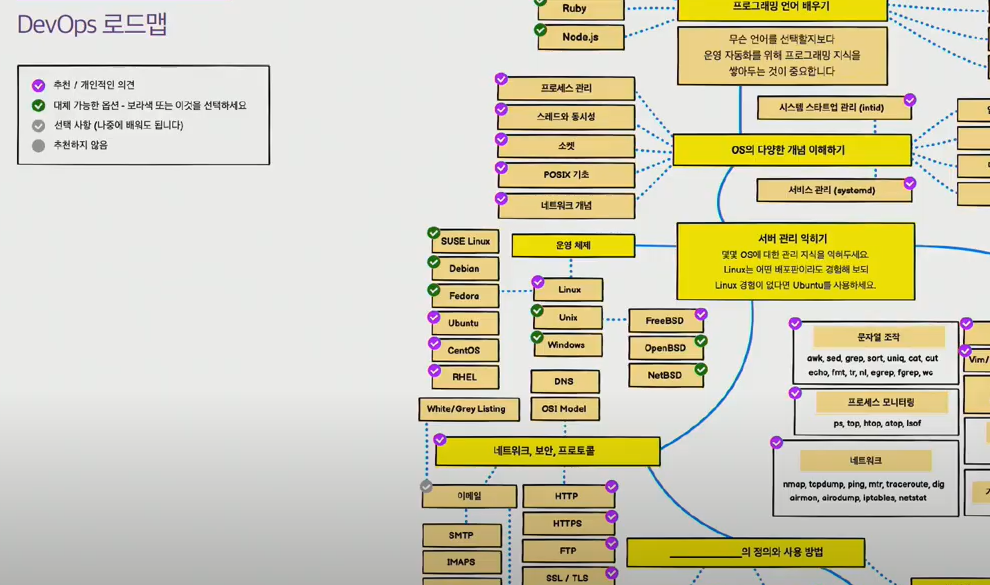 DevOps 로드맵
추천 / 개인적인 의견
대체 가능한 옵션 - 보라색 또는 이것을 선택하세요
선택 사항 (나중에 배워도 됩니다)
추천하지 않음
Ruby
Node.js
프로그래밍 언어 배우기
무슨 언어를 선택할지보다
운영 자동화를 위해 프로그래밍 지식을
쌓아두는 것이 중요합니다
프로세스 관리
스레드와 동시성
소켓
POSIX 기초
네트워크 개념
시스템 스타트업 관리 (intid)
OS의 다양한 개념 이해하기
서비스 관리 (systemd)
서버 관리 익히기
몇몇 OS에 대한 관리 지식을 익혀두세요.
Linux는 어떤 배포판이라도 경험해 보되
Linux 경험이 없다면 Ubuntu를 사용하세요.
운영 체제
SUSE Linux
Debian
Fedora
Ubuntu
CentOS
RHEL
Linux
Unix
Windows
FreeBSD
OpenBSD
NetBSD
DNS
OSI Model
White/Grey Listing
네트워크, 보안, 프로토콜
이메일
SMTP
IMAPS
HTTP
HTTPS
FTP
SSL / TLS
문자열 조작
awk, sed, grep, sort, uniq, cat, cut
echo, fmt, tr, nl, egrep, fgrep, wc
프로세스 모니터링
ps, top, htop, atop, lsof
네트워크
nmap, tcpdump, ping, mtr, traceroute, dig
airmon, airodump, iptables, netstat
Vim/
__________의 정의와 사용 방법